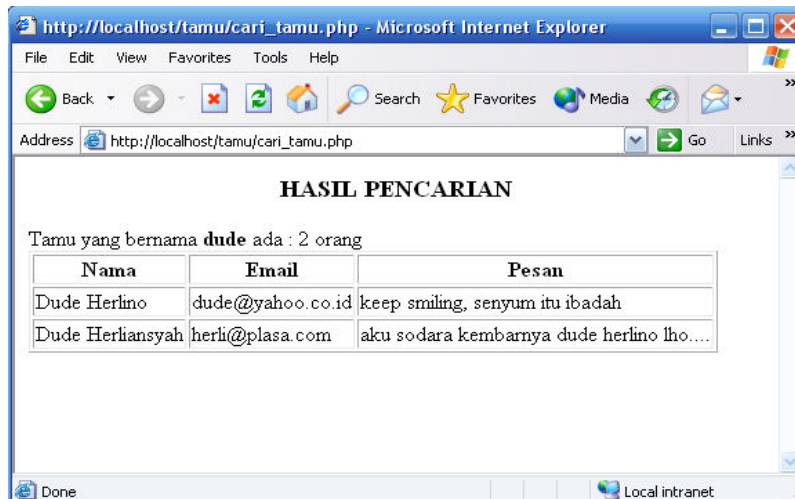 http://localhost/tamu/cari_tamu.php - Microsoft Internet Explorer
File Edit View Favorites Tools Help
Back Search Favorites Media
Address http://localhost/tamu/cari_tamu.php Go Links
HASIL PENCARIAN
Tamu yang bernama dude ada : 2 orang
Nama Email Pesan
Dude Herlino dude@yahoo.co.id keep smiling, senyum itu ibadah
Dude Herliansyah herli@plasa.com aku sodara kembarnya dude herlino lho....
Done Local intranet